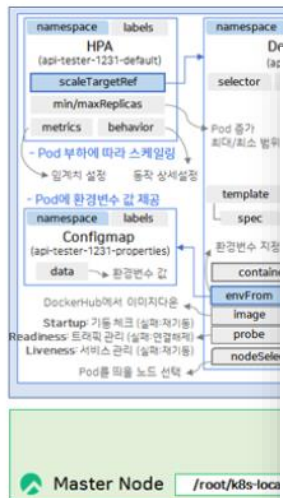 namespace labels
HPA
(api-tester-1231-default)
scaleTargetRef
min/maxReplicas
metrics behavior
- Pod 부하에 따라 스케일링
임계치 설정 동작 상세설정
- Pod에 환경변수 값 제공
namespace labels
Configmap
(api-tester-1231-properties)
data 환경변수 값
DockerHub에서 이미지다운
Startup: 기동 체크 (실패:재기동)
Readiness: 트래픽 관리 (실패:연결해제)
Liveness: 서비스 관리 (실패:재기동)
Pod를 띄울 노드 선택
namespace
De
(ap
selector
Pod 증가
최대/최소 범위
template
spec
환경변수 지정
containe
envFrom
image
probe
nodeSelec
Master Node /root/k8s-loca